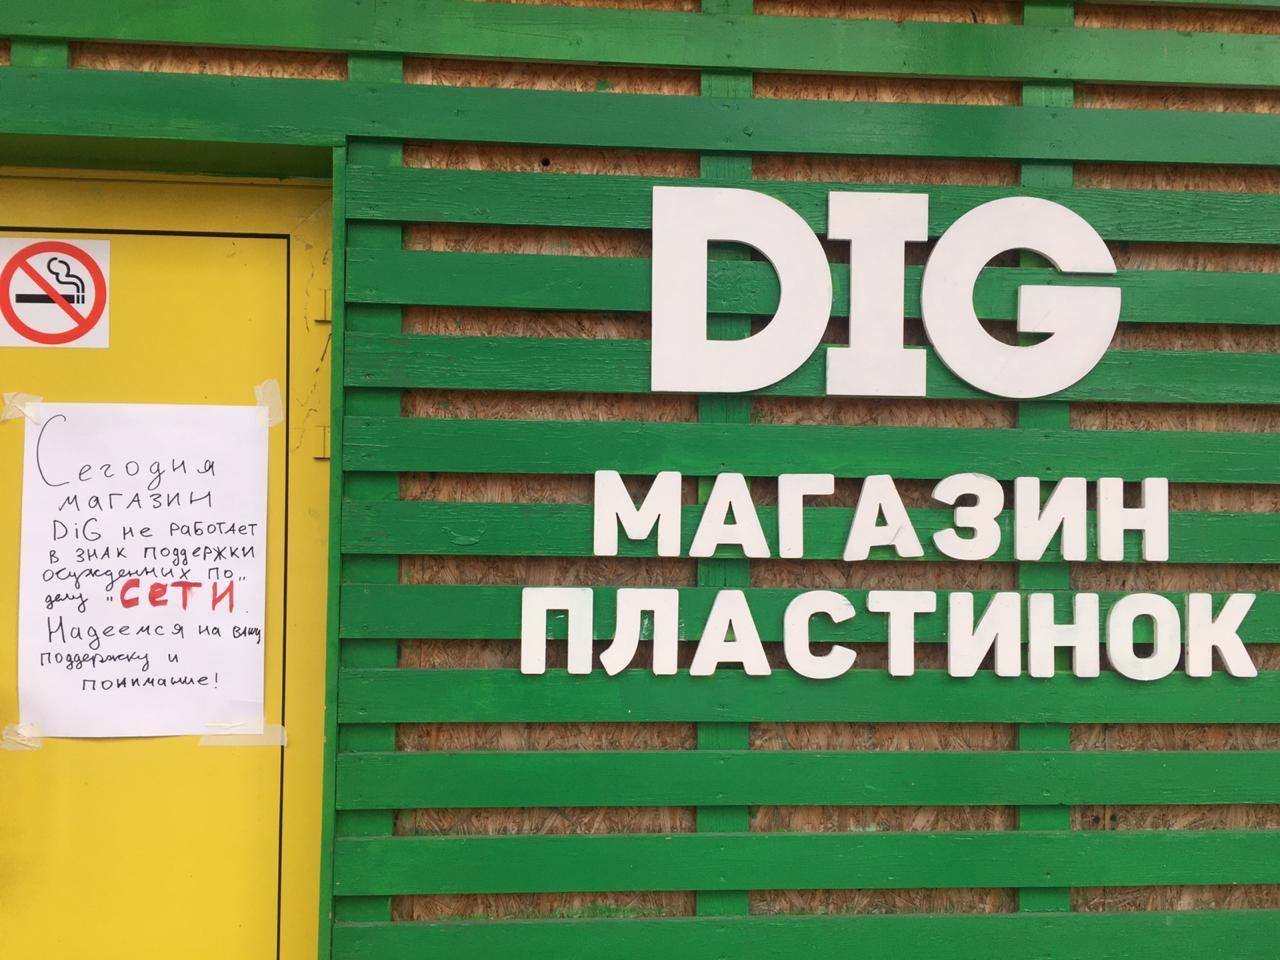 DIG
МАГАЗИН
ПЛАСТИНОК
Сегодня
магазин
DiG не работает
в знак поддержки
осужденных по
делу "СЕТИ".
Надеемся на вашу
поддержку и
понимание!